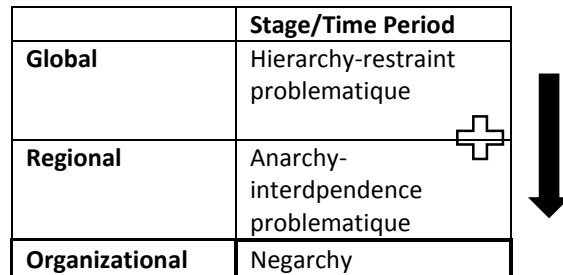 Stage/Time Period
Global Hierarchy-restraint
problematique
Regional Anarchy-
interdpendence
problematique
Organizational Negarchy